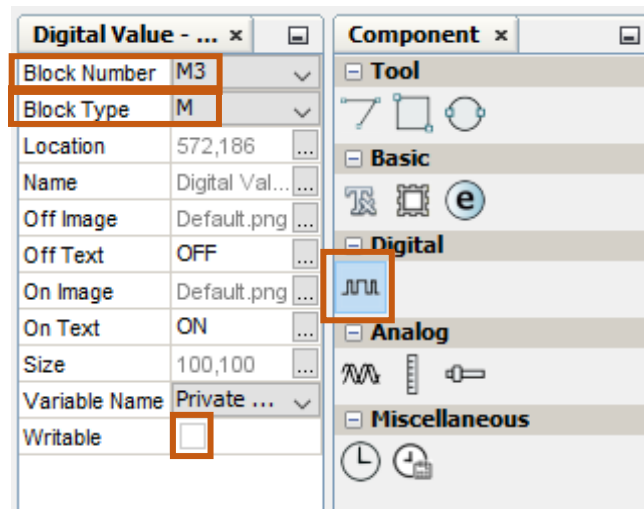 Digital Value - ... ×
Block Number M3
Block Type M
Location 572,186 ...
Name Digital Val... ...
Off Image Default.png ...
Off Text OFF ...
On Image Default.png ...
On Text ON ...
Size 100,100 ...
Variable Name Private ...
Writable
Component ×
Tool
Basic
e
Digital
Analog
Miscellaneous